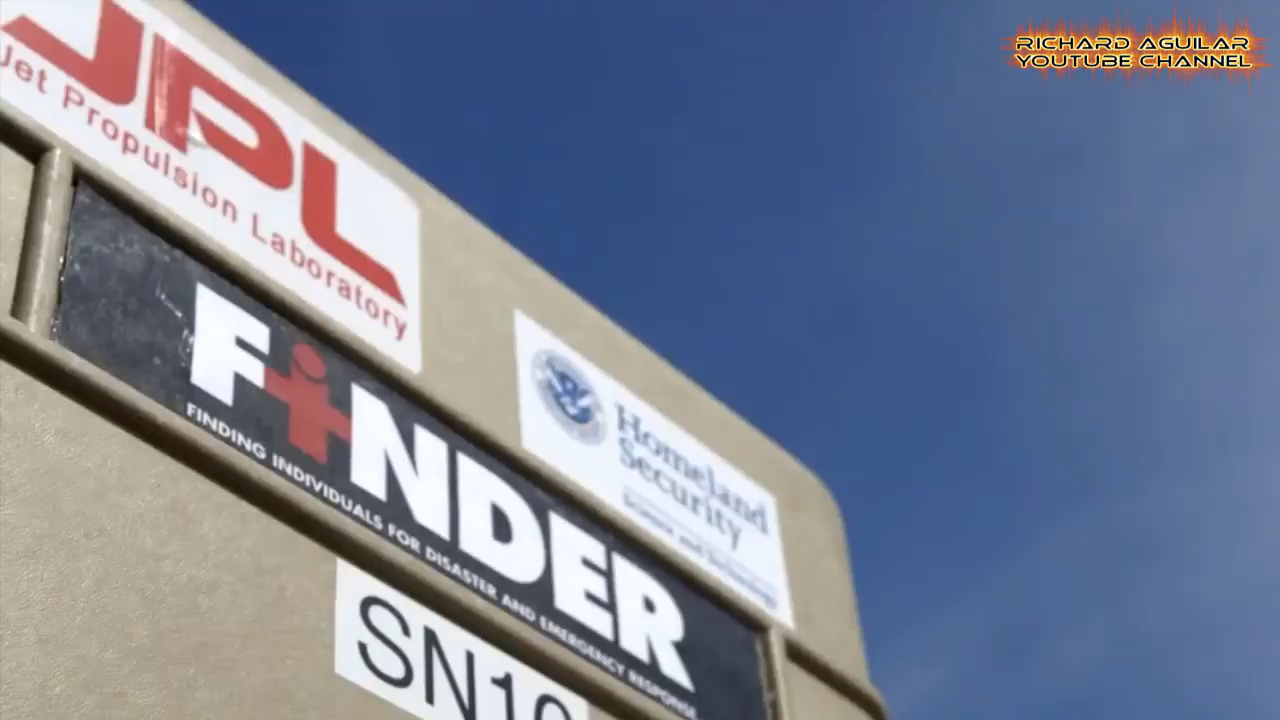 RICHARD AGUILAR
YOUTUBE CHANNEL
JPL
Jet Propulsion Laboratory
FiNDER
FINDING INDIVIDUALS FOR DISASTER AND EMERGENCY RESPONSE
Homeland
Security
Science and Technology
SN10